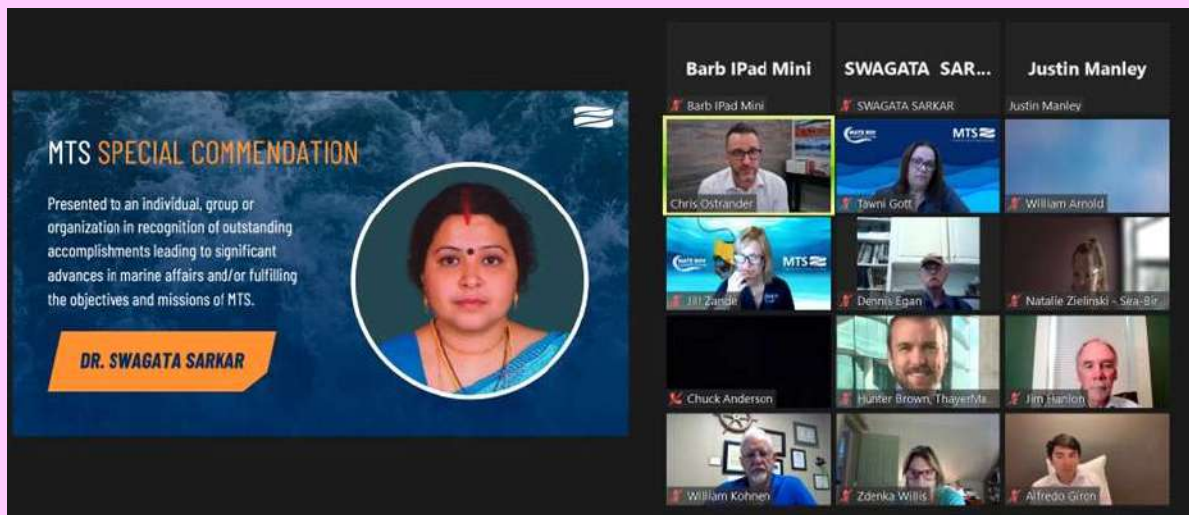 MTS SPECIAL COMMENDATION
Presented to an individual, group or
organization in recognition of outstanding
accomplishments leading to significant
advances in marine affairs and/or fulfilling
the objectives and missions of MTS.
DR. SWAGATA SARKAR
Barb IPad Mini
SWAGATA SAR...
Justin Manley
Barb IPad Mini
SWAGATA SARKAR
Justin Manley
MTS
Chris Ostrander
Tawni Gott
William Arnold
MTS
Jill Zande
Dennis Egan
Natalie Zielinski - Sea-Bir...
Chuck Anderson
Hunter Brown, ThayerMa...
Jim Hanlon
William Kohnen
Zdenka Willis
Alfredo Giron